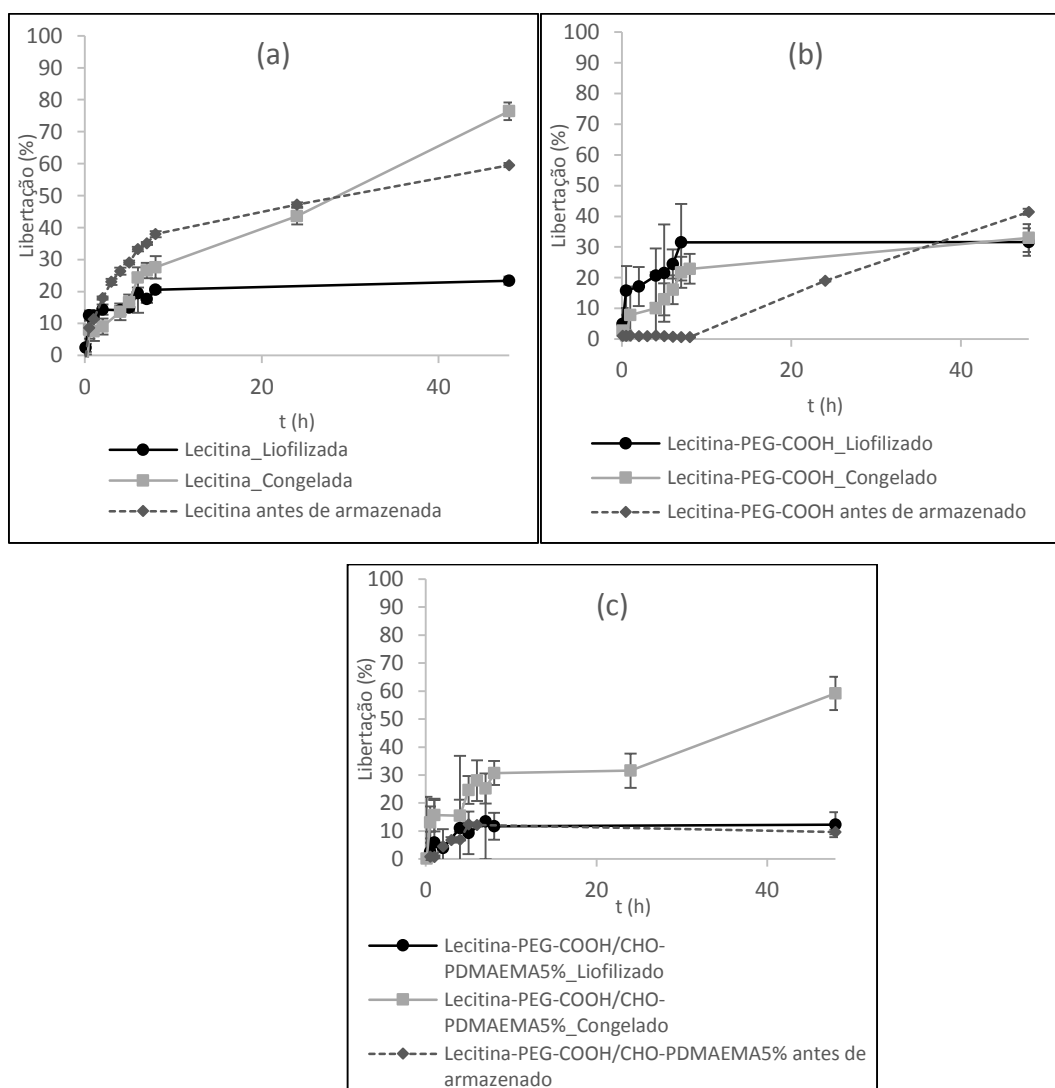 (a)
100
90
80
70
60
50
40
30
20
10
0
Libertação (%)
0
20
40
t (h)
Lecitina_Liofilizada
Lecitina_Congelada
Lecitina antes de armazenada
(b)
100
90
80
70
60
50
40
30
20
10
0
Libertação (%)
0
20
40
t (h)
Lecitina-PEG-COOH_Liofilizado
Lecitina-PEG-COOH_Congelado
Lecitina-PEG-COOH antes de armazenado
(c)
100
90
80
70
60
50
40
30
20
10
0
Libertação (%)
0
20
40
t (h)
Lecitina-PEG-COOH/CHO-
PDMAEMA5%_Liofilizado
Lecitina-PEG-COOH/CHO-
PDMAEMA5%_Congelado
Lecitina-PEG-COOH/CHO-PDMAEMA5% antes de
armazenado